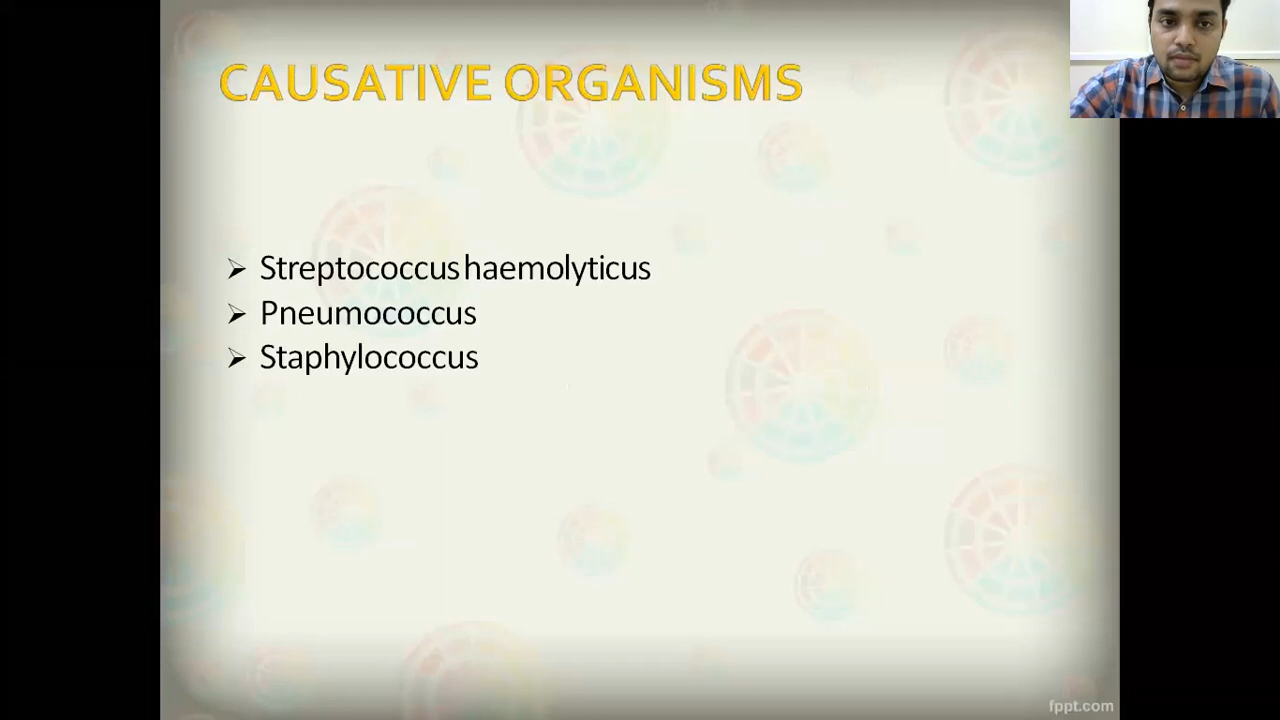 CAUSATIVE ORGANISMS
➢ Streptococcus haemolyticus
➢ Pneumococcus
➢ Staphylococcus
fppt.com